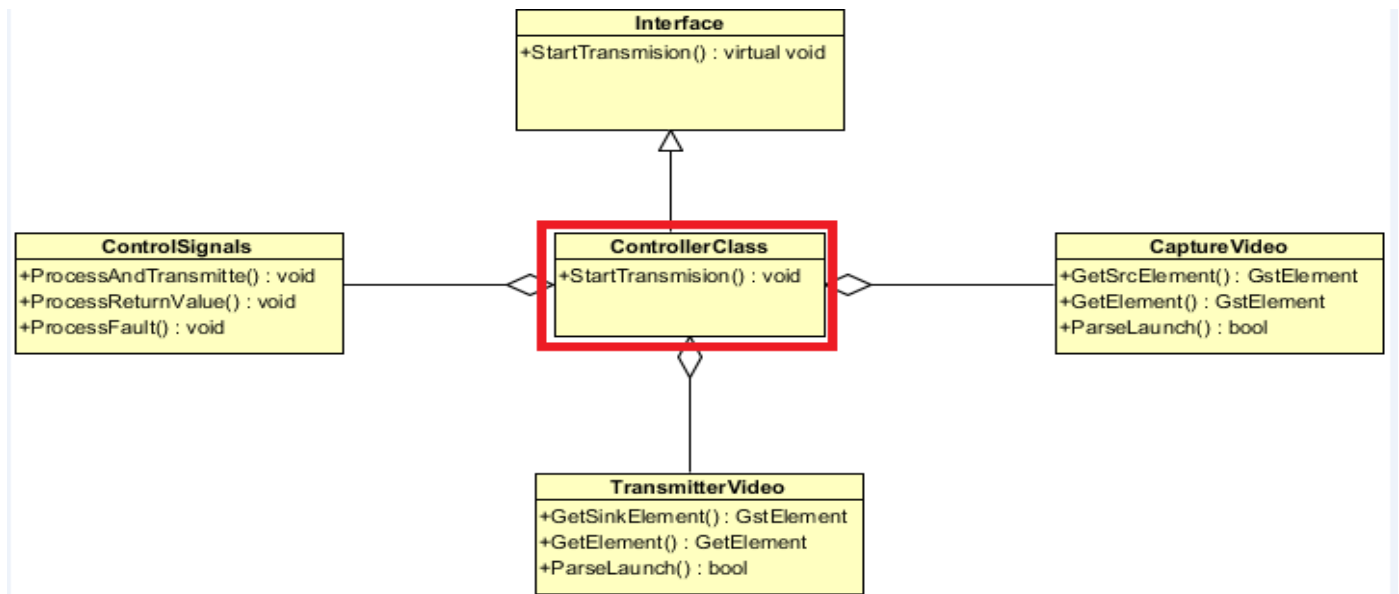 Interface
+StartTransmision() : virtual void
ControlSignals
+ProcessAndTransmitte() : void
+ProcessReturnValue() : void
+ProcessFault() : void
ControllerClass
+StartTransmision() : void
CaptureVideo
+GetSrcElement() : GstElement
+GetElement() : GstElement
+ParseLaunch() : bool
TransmitterVideo
+GetSinkElement() : GstElement
+GetElement() : GetElement
+ParseLaunch() : bool